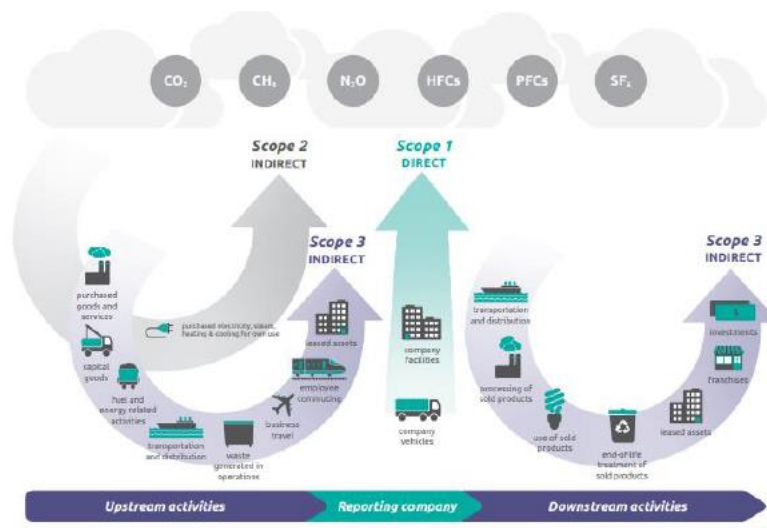 CO₂
CH₄
N₂O
HFCs
PFCs
SF₆
Scope 2
INDIRECT
Scope 1
DIRECT
Scope 3
INDIRECT
Scope 3
INDIRECT
purchased
goods and
services
capital
goods
fuel and
energy related
activities
transportation
and distribution
waste
generated in
operations
business
travel
employee
commuting
leased assets
purchased electricity, steam,
heating & cooling for own use
company
facilities
company
vehicles
transportation
and distribution
processing of
sold products
use of sold
products
end-of-life
treatment of
sold products
leased assets
franchises
investments
Upstream activities
Reporting company
Downstream activities